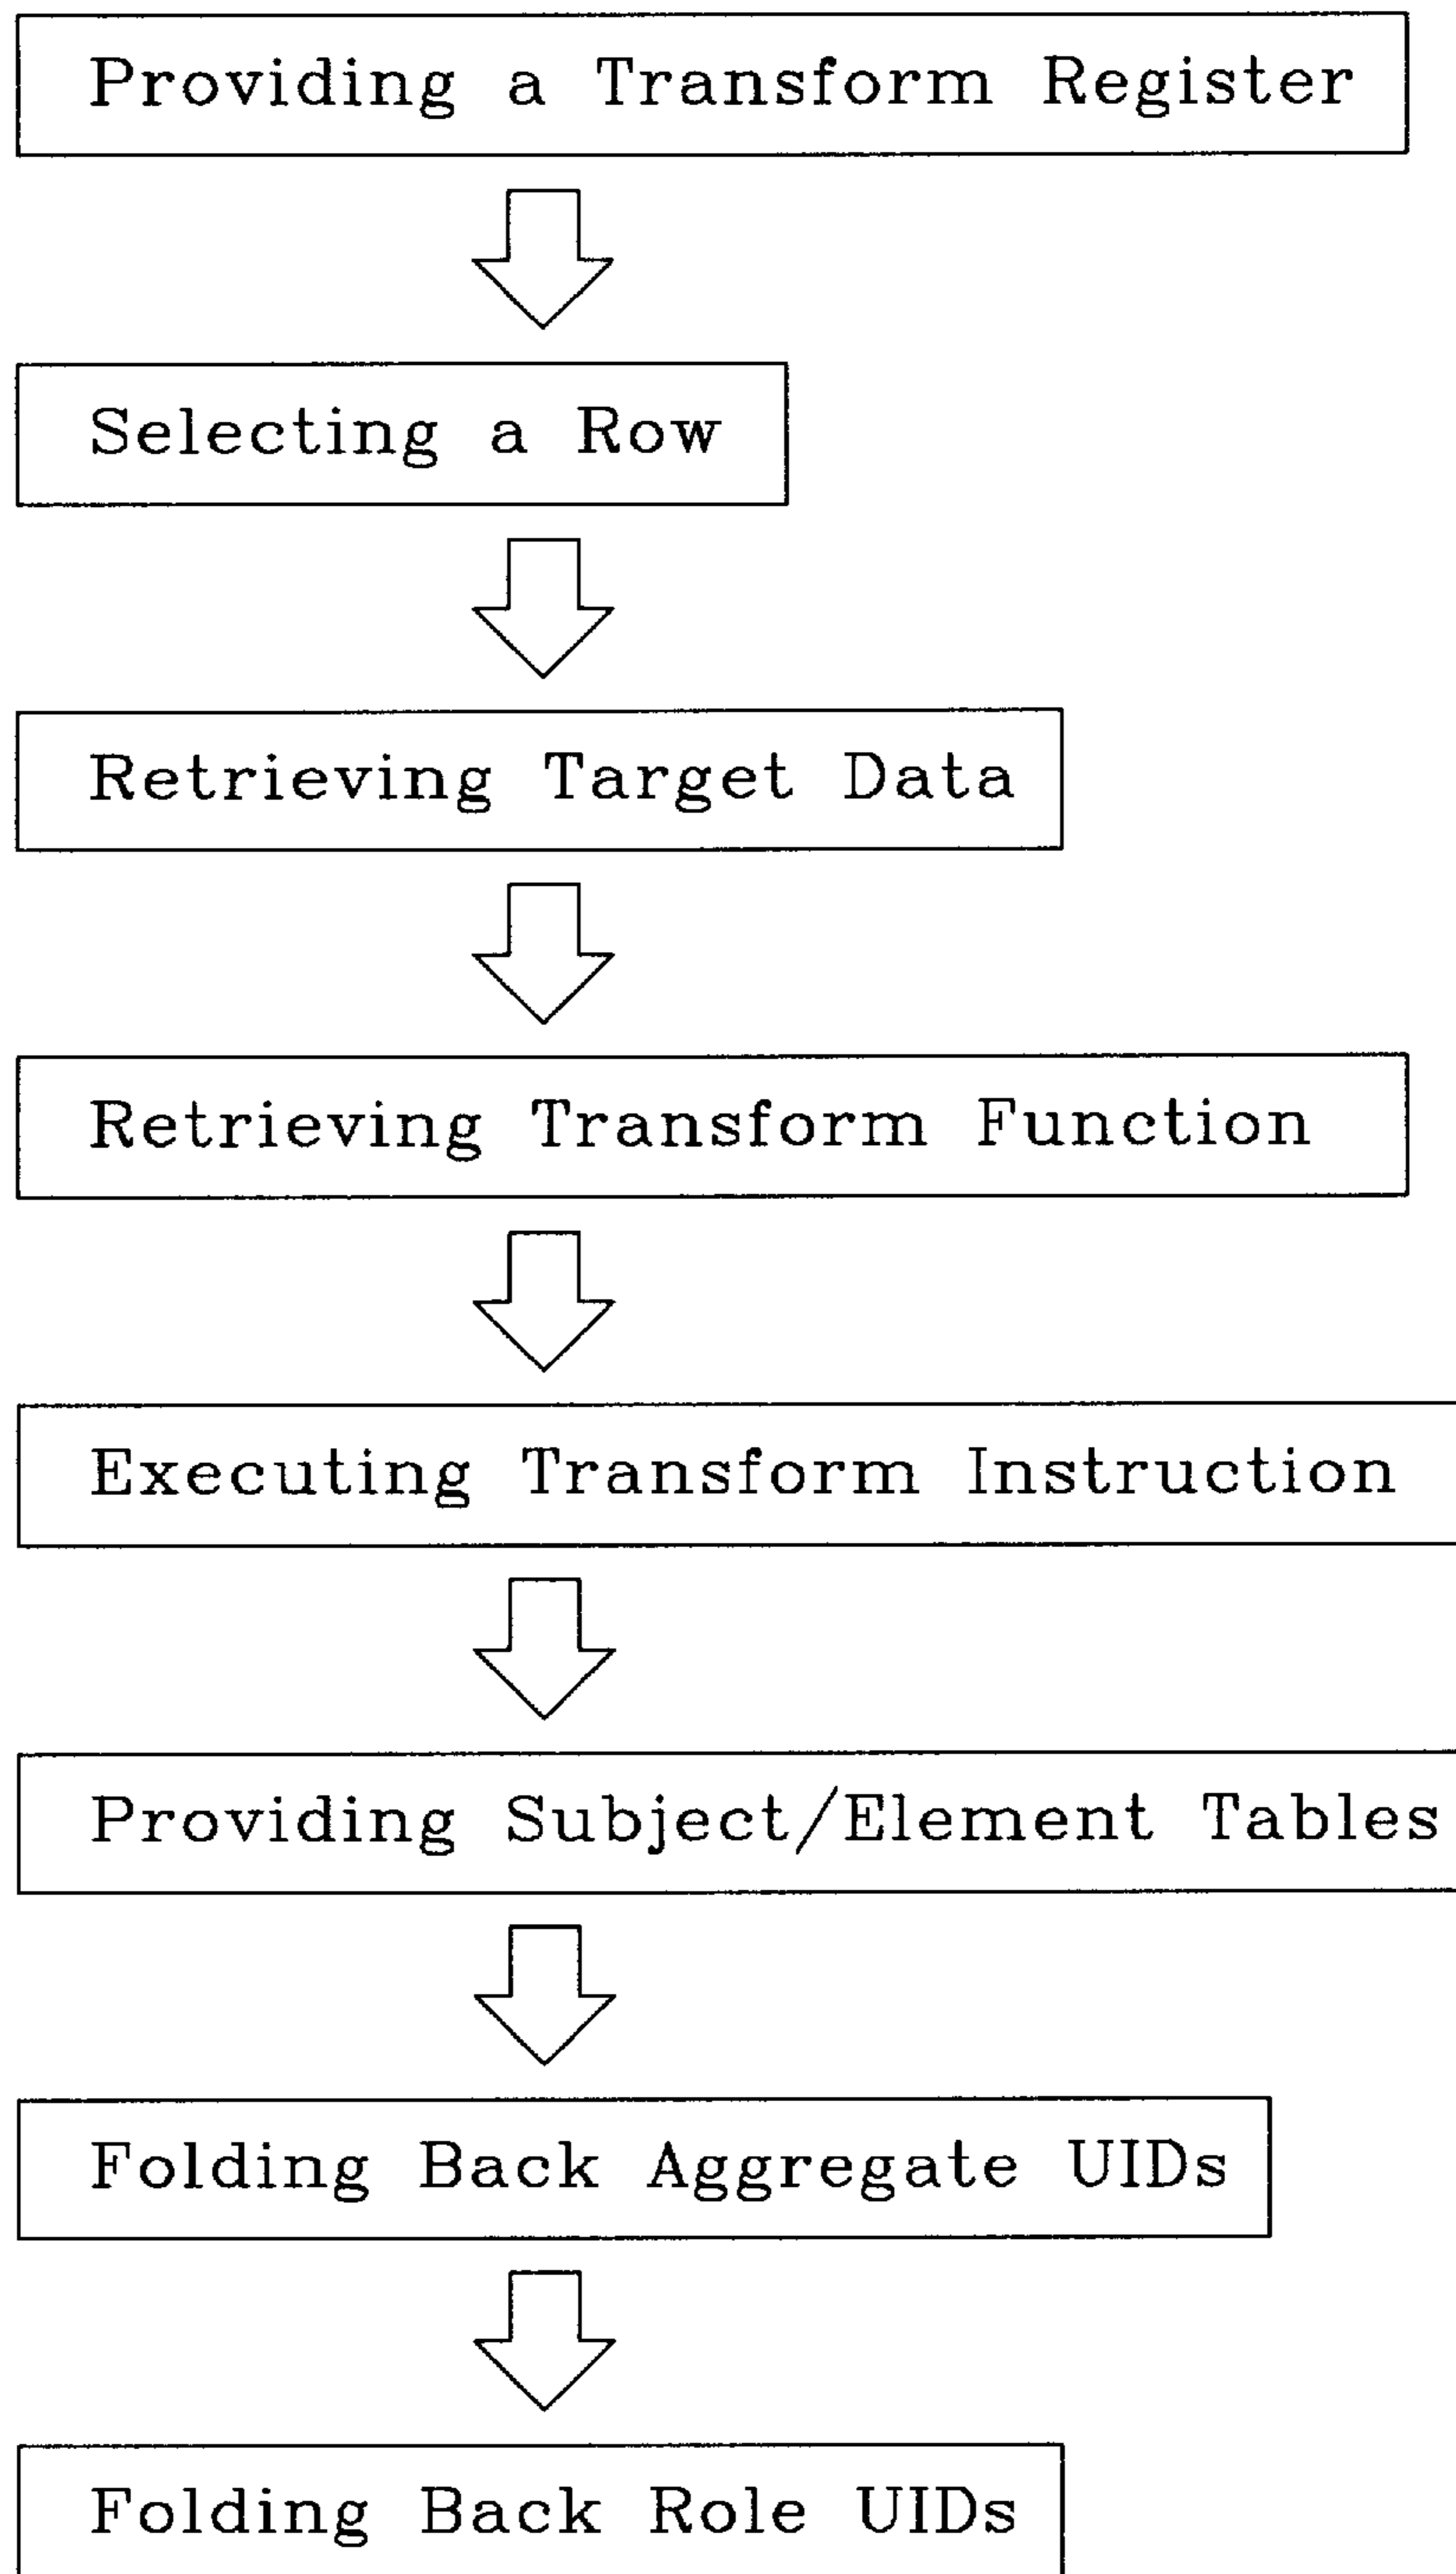 Providing a Transform Register
Selecting a Row
Retrieving Target Data
Retrieving Transform Function
Executing Transform Instruction
Providing Subject/Element Tables
Folding Back Aggregate UIDs
Folding Back Role UIDs